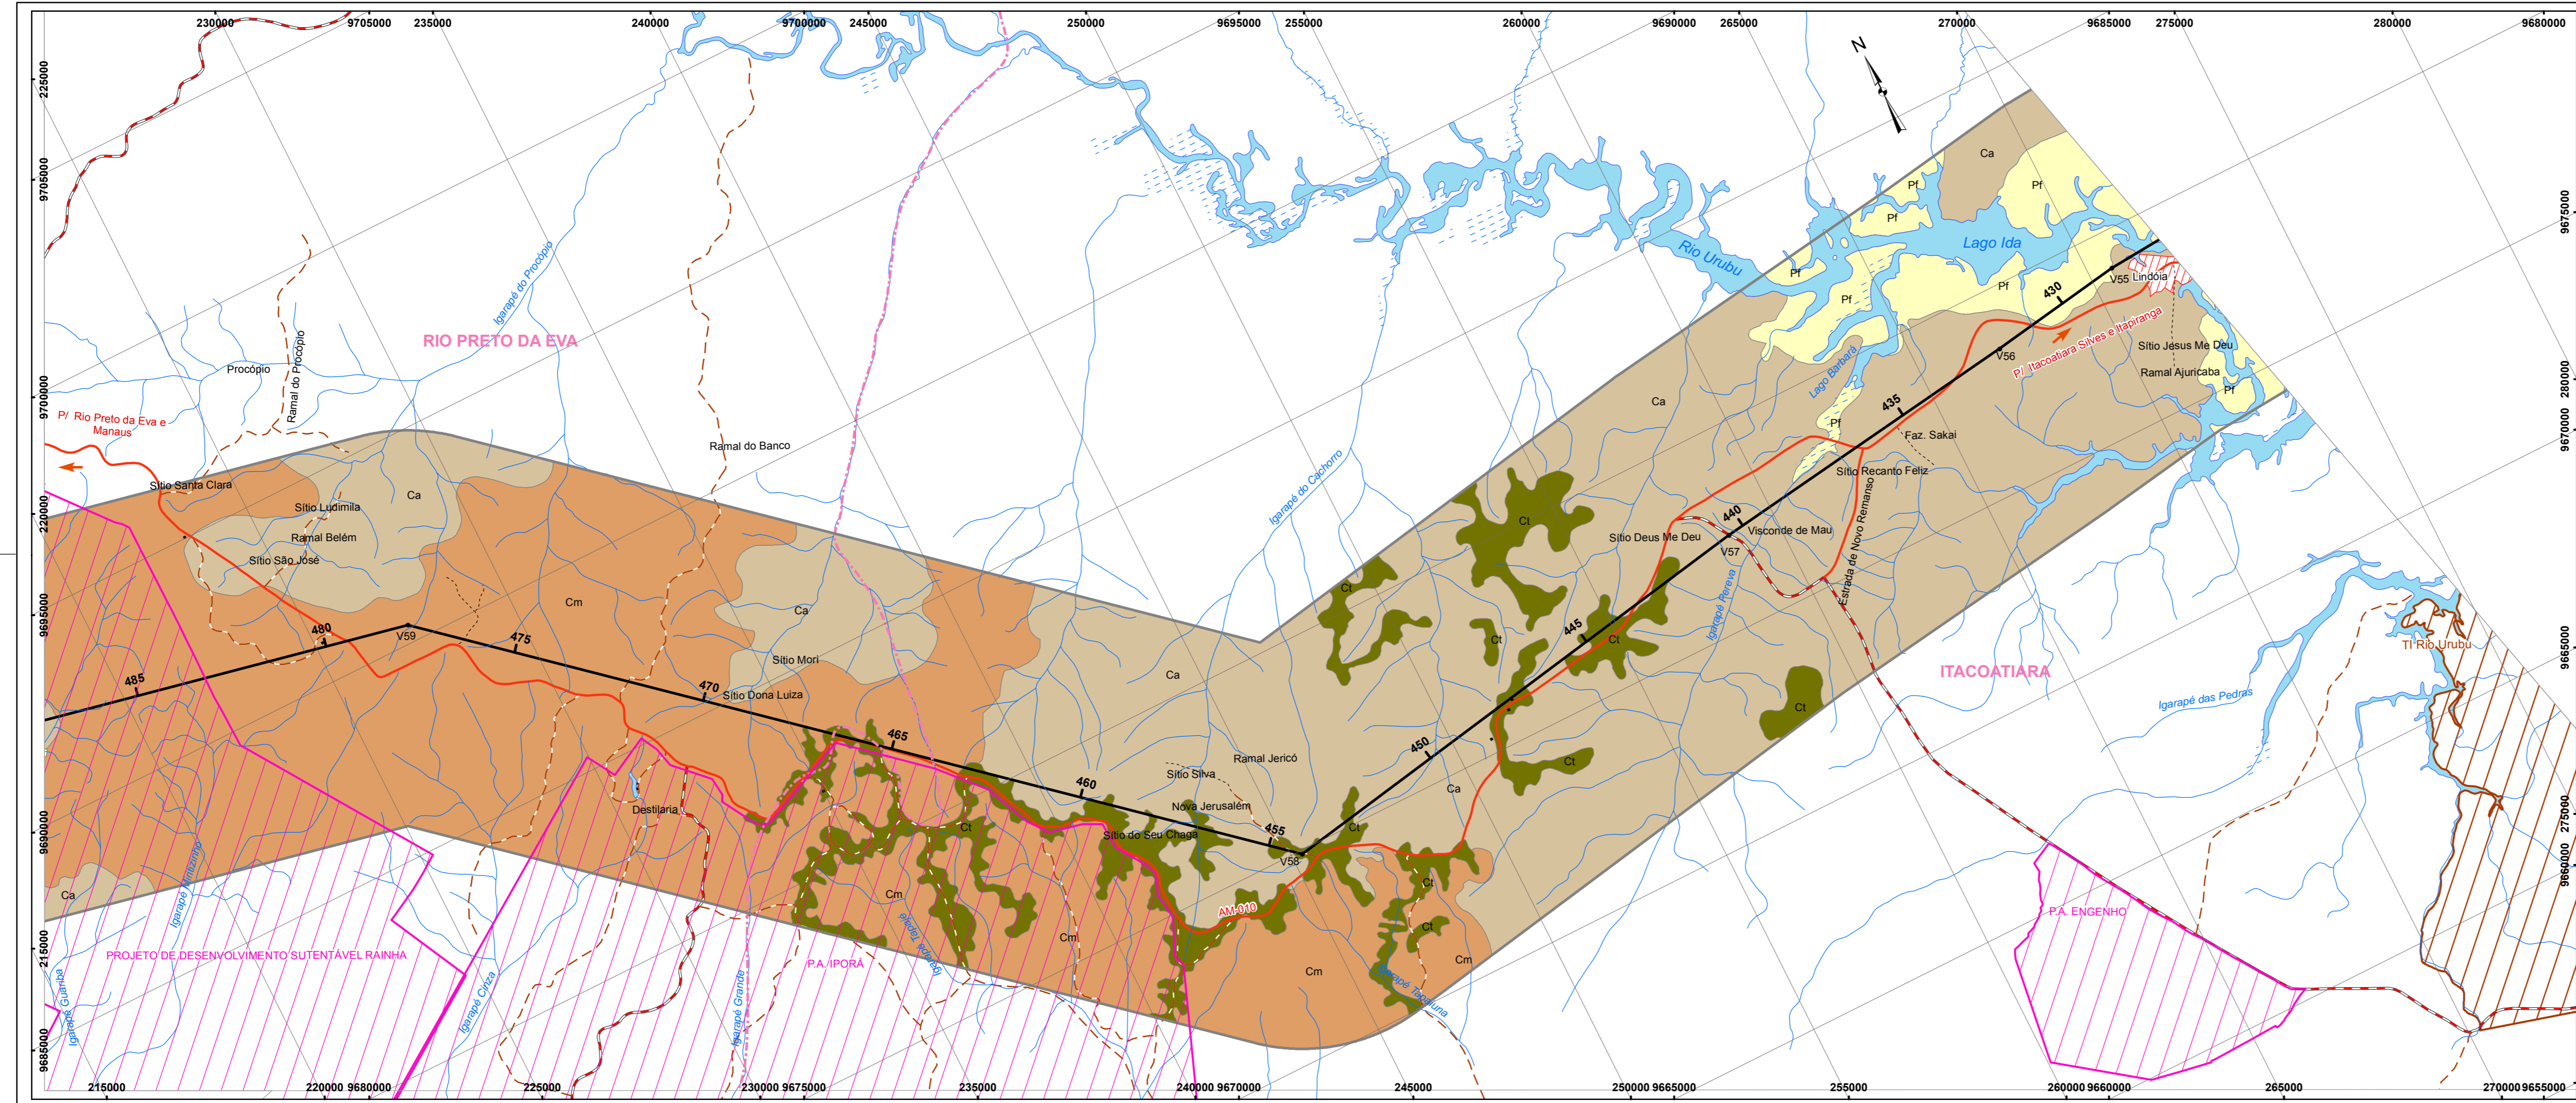 230000
9705000
235000
240000
9700000
245000
250000
9695000
255000
260000
9690000
265000
270000
9685000
275000
280000
9680000
225000
9705000
9700000
220000
9695000
9690000
215000
9685000
N
9675000
280000
9670000
9665000
275000
9660000
Igarapé do Procópio
RIO PRETO DA EVA
Procópio
Ramal do Procópio
P/ Rio Preto da Eva e
Manaus
Ramal do Banco
Igarapé do Cachorro
Rio Urubu
Lago Ida
Ca
Pf
Pf
Pf
Pf
Pf
Pf
Pf
Pf
V55
Lindóia
430
V56
P/ Itacoatiara Silves e Itapiranga
Sítio Jesus Me Deu
Ramal Ajuricaba
Lago Barbará
435
Faz. Sakai
Sítio Recanto Feliz
Estrada de Novo Remanso
Ca
440
Visconde de Mau
V57
Sítio Deus Me Deu
Igarapé Pereva
445
Ct
Ct
Ct
Ct
Ct
Ct
450
Ca
Ca
ITACOATIARA
TI Rio Urubu
Igarapé das Pedras
P.A. ENGENHO
Sítio Santa Clara
Sítio Ludimila
Ramal Belém
Sítio São José
Ca
Cm
480
V59
475
485
Ca
Sítio Mori
470
Sítio Dona Luiza
465
460
Ramal Jericó
Sítio Silva
Nova Jerusalém
Sítio do Seu Chaga
455
V58
Ct
Ct
Ct
Ct
AM-010
Destilaria
Cm
Cm
Cm
Cm
Ca
Igarapé Miritizinho
PROJETO DE DESENVOLVIMENTO SUTENTÁVEL RAINHA
Igarapé Guariba
Igarapé Cinza
Igarapé Grande
P.A. IPORÁ
Igarapé Tapaiuna
215000
220000
9680000
225000
230000
9675000
235000
240000
9670000
245000
250000
9665000
255000
260000
9660000
265000
270000
9655000